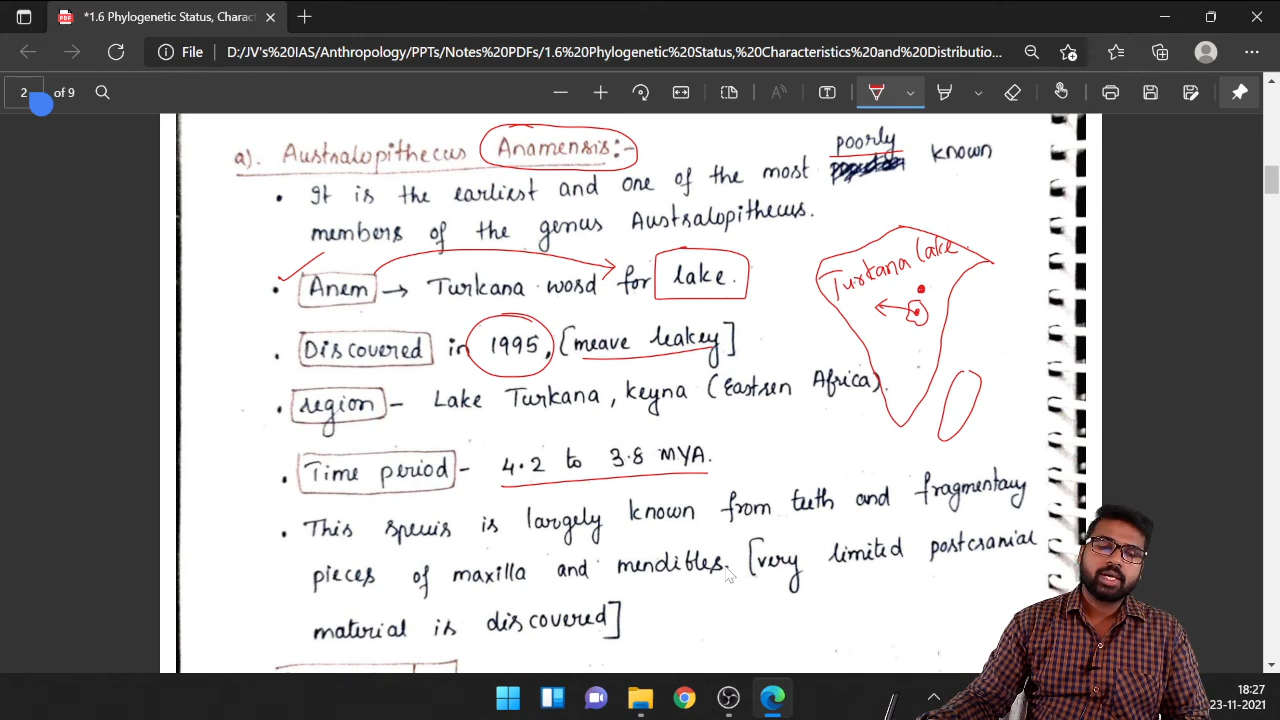 *1.6 Phylogenetic Status, Charact
File
D:/JV's%20IAS/Anthropology/PPTs/Notes%20PDFs/1.6%20Phylogenetic%20Status,%20Characteristics%20and%20Distributio...
2 of 9
a). Australopithecus Anamensis:-
poorly
• It is the earliest and one of the most known
members of the genus Australopithecus.
Turkana Lake
• Anem → Turkana word for lake.
• Discovered in 1995, [meave leakey]
• region - Lake Turkana, keyna (Eastsen Africa).
• Time period - 4.2 to 3.8 MYA.
• This speuis is largely known from teeth and fragmentary
pieces of maxilla and mendibles. [very limited postcranial
material is discovered]
18:27
23-11-2021